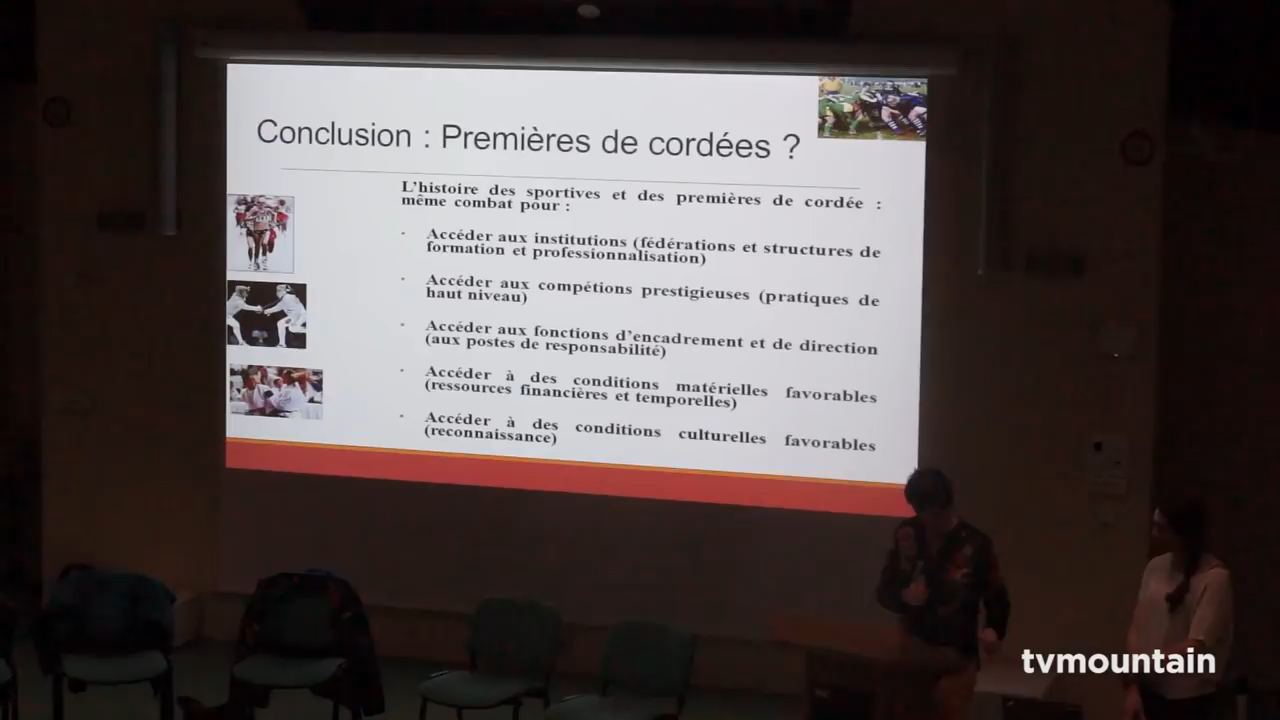 Conclusion : Premières de cordées ?
L'histoire des sportives et des premières de cordée :
même combat pour :
· Accéder aux institutions (fédérations et structures de
formation et professionnalisation)
· Accéder aux compétions prestigieuses (pratiques de
haut niveau)
· Accéder aux fonctions d'encadrement et de direction
(aux postes de responsabilité)
· Accéder à des conditions matérielles favorables
(ressources financières et temporelles)
· Accéder à des conditions culturelles favorables
(reconnaissance)
tvmountain